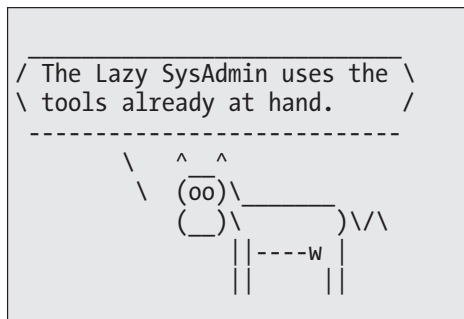 The Lazy SysAdmin uses the
tools already at hand.